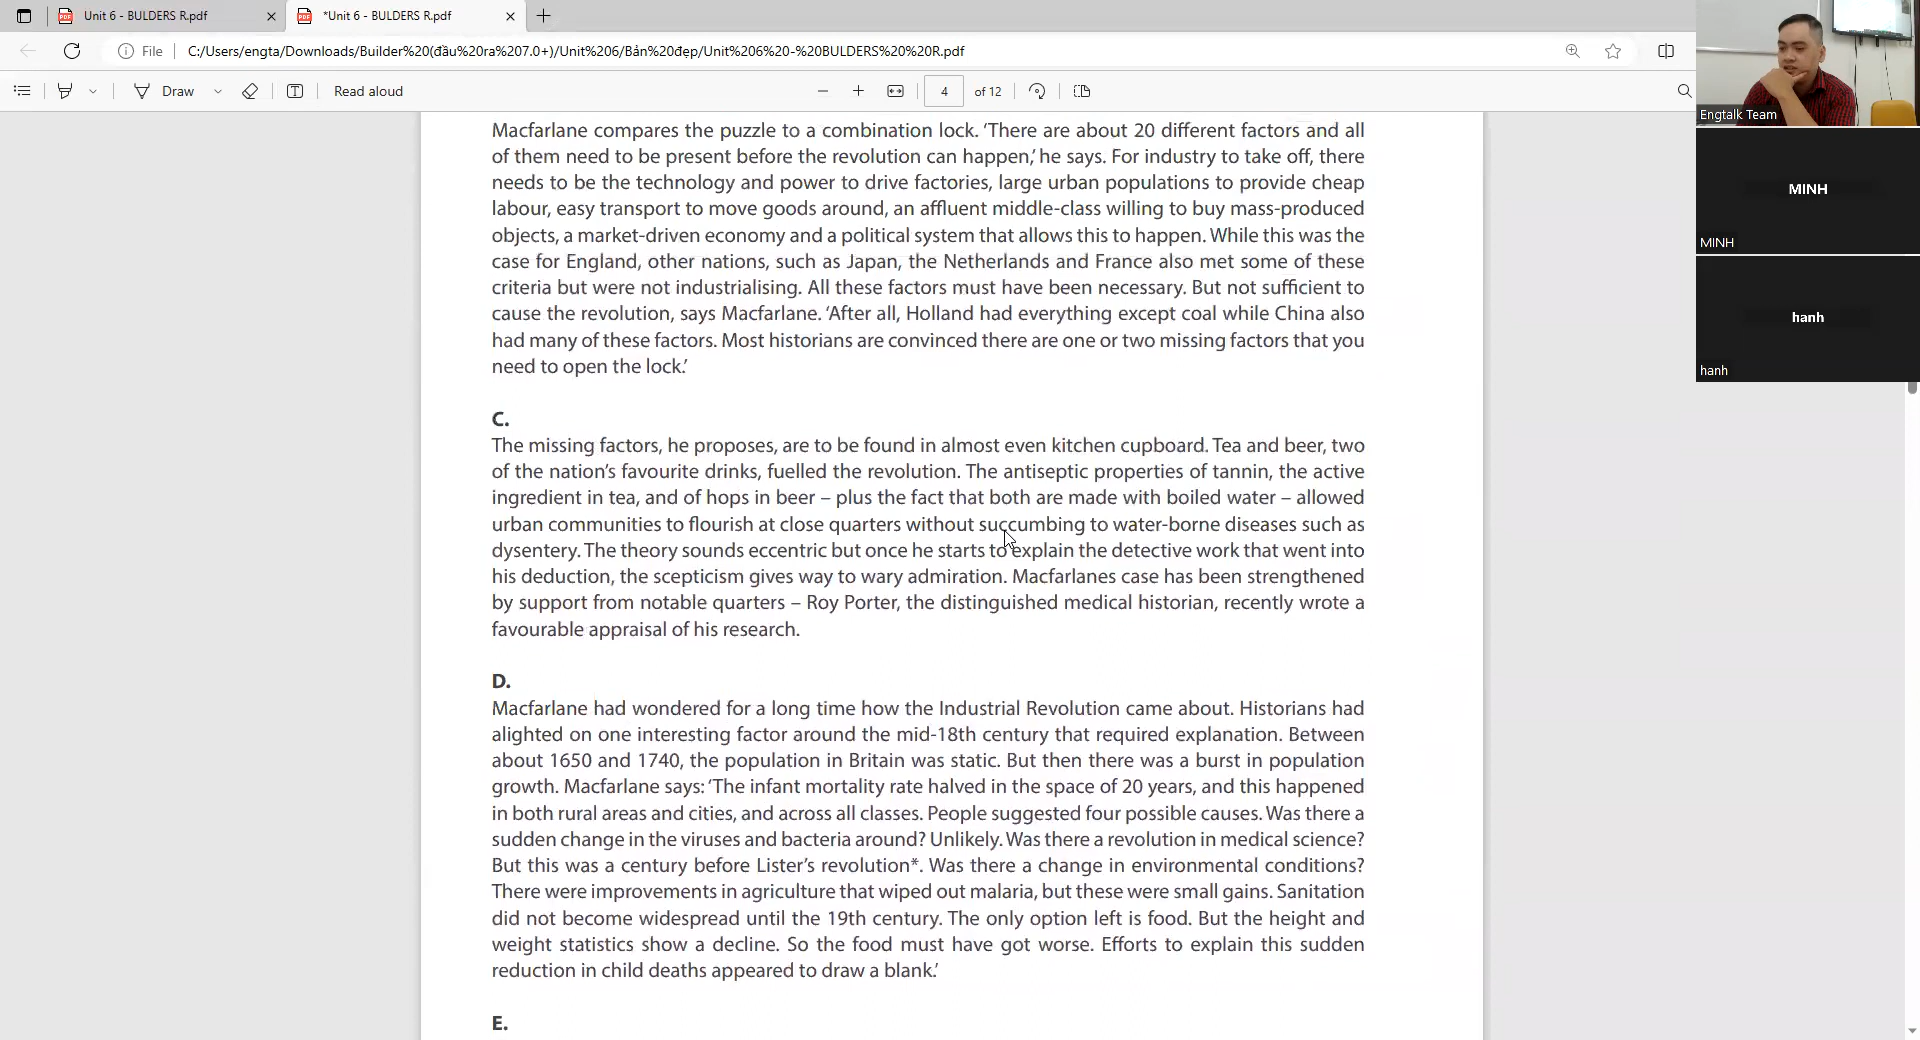 Unit 6 - BULDERS R.pdf
*Unit 6 - BULDERS R.pdf
File
C:/Users/engta/Downloads/Builder%20(đầu%20ra%207.0+)/Unit%206/Bản%20đẹp/Unit%206%20-%20BULDERS%20%20R.pdf
Draw
Read aloud
4
of 12
Macfarlane compares the puzzle to a combination lock. ‘There are about 20 different factors and all
of them need to be present before the revolution can happen,’ he says. For industry to take off, there
needs to be the technology and power to drive factories, large urban populations to provide cheap
labour, easy transport to move goods around, an affluent middle-class willing to buy mass-produced
objects, a market-driven economy and a political system that allows this to happen. While this was the
case for England, other nations, such as Japan, the Netherlands and France also met some of these
criteria but were not industrialising. All these factors must have been necessary. But not sufficient to
cause the revolution, says Macfarlane. ‘After all, Holland had everything except coal while China also
had many of these factors. Most historians are convinced there are one or two missing factors that you
need to open the lock.’
C.
The missing factors, he proposes, are to be found in almost even kitchen cupboard. Tea and beer, two
of the nation’s favourite drinks, fuelled the revolution. The antiseptic properties of tannin, the active
ingredient in tea, and of hops in beer – plus the fact that both are made with boiled water – allowed
urban communities to flourish at close quarters without succumbing to water-borne diseases such as
dysentery. The theory sounds eccentric but once he starts to explain the detective work that went into
his deduction, the scepticism gives way to wary admiration. Macfarlanes case has been strengthened
by support from notable quarters – Roy Porter, the distinguished medical historian, recently wrote a
favourable appraisal of his research.
D.
Macfarlane had wondered for a long time how the Industrial Revolution came about. Historians had
alighted on one interesting factor around the mid-18th century that required explanation. Between
about 1650 and 1740, the population in Britain was static. But then there was a burst in population
growth. Macfarlane says: ‘The infant mortality rate halved in the space of 20 years, and this happened
in both rural areas and cities, and across all classes. People suggested four possible causes. Was there a
sudden change in the viruses and bacteria around? Unlikely. Was there a revolution in medical science?
But this was a century before Lister’s revolution*. Was there a change in environmental conditions?
There were improvements in agriculture that wiped out malaria, but these were small gains. Sanitation
did not become widespread until the 19th century. The only option left is food. But the height and
weight statistics show a decline. So the food must have got worse. Efforts to explain this sudden
reduction in child deaths appeared to draw a blank.’
E.
Engtalk Team
MINH
MINH
hanh
hanh